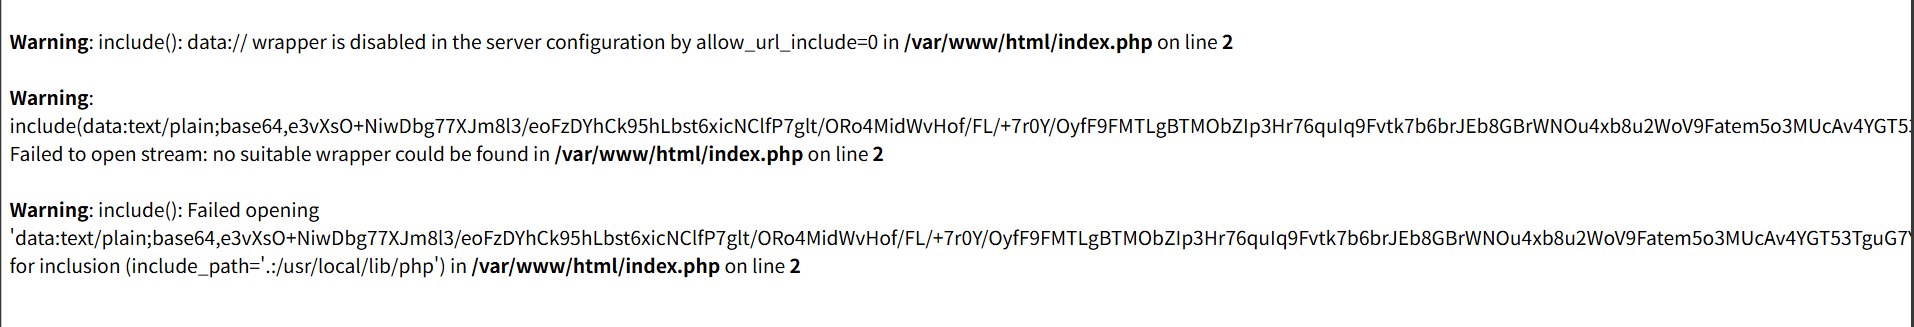 Warning: include(): data:// wrapper is disabled in the server configuration by allow_url_include=0 in /var/www/html/index.php on line 2
Warning:
include(data:text/plain;base64,e3vXsO+NiwDbg77XJm8l3/eoFzDYhCk95hLbst6xicNClfP7glt/ORo4MidWvHof/FL/+7r0Y/OyfF9FMTLgBTMObZIp3Hr76quIq9Fvtk7b6brJEb8GBrWNOu4xb8u2WoV9Fatem5o3MUcAv4YGT53
Failed to open stream: no suitable wrapper could be found in /var/www/html/index.php on line 2
Warning: include(): Failed opening
'data:text/plain;base64,e3vXsO+NiwDbg77XJm8l3/eoFzDYhCk95hLbst6xicNClfP7glt/ORo4MidWvHof/FL/+7r0Y/OyfF9FMTLgBTMObZIp3Hr76quIq9Fvtk7b6brJEb8GBrWNOu4xb8u2WoV9Fatem5o3MUcAv4YGT53TguG7Y
for inclusion (include_path='.:/usr/local/lib/php') in /var/www/html/index.php on line 2